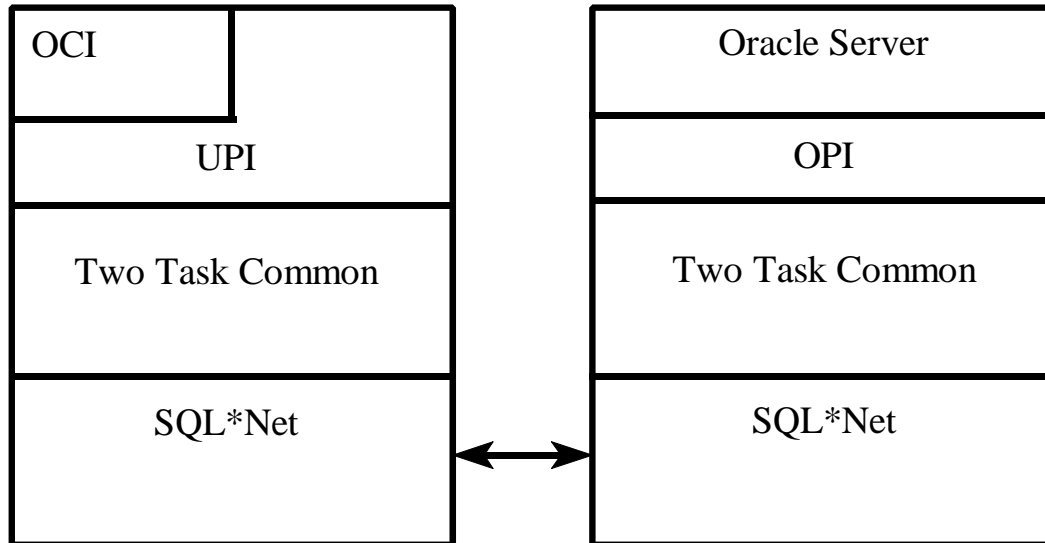 OCI
UPI
Two Task Common
SQL*Net
Oracle Server
OPI
Two Task Common
SQL*Net